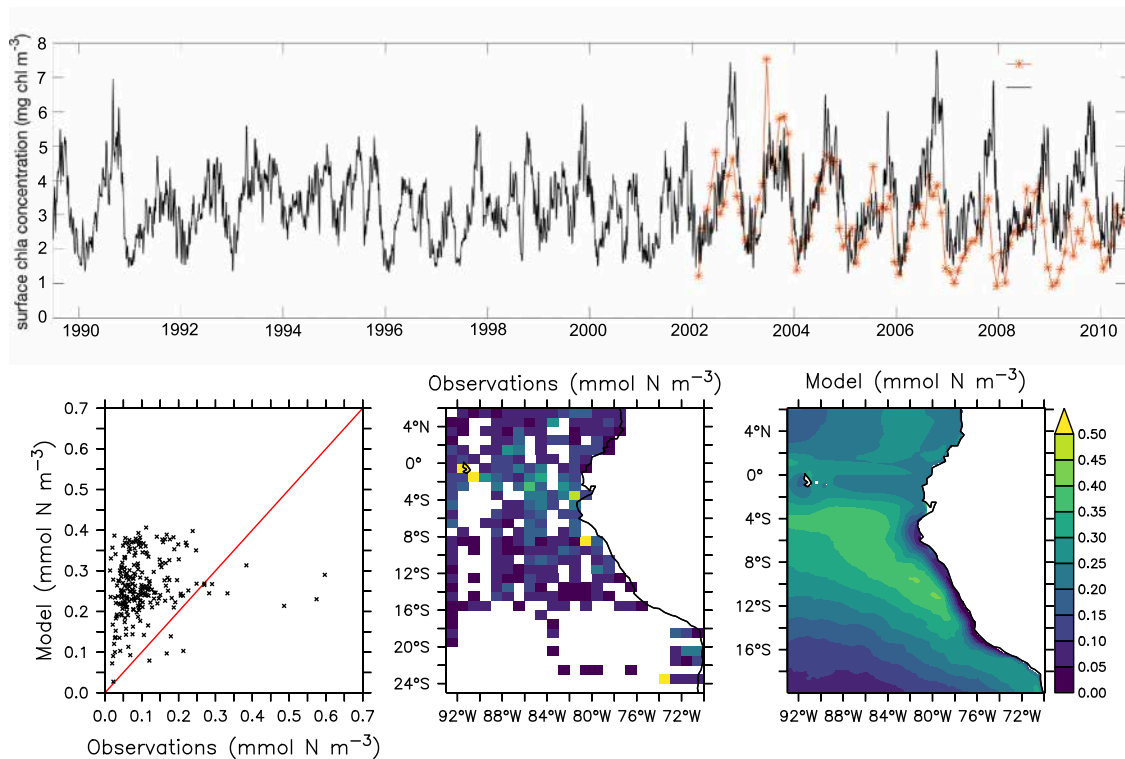 surface chla concentration (mg chl m-3)
8
7
6
5
4
3
2
1
0
1990 1992 1994 1996 1998 2000 2002 2004 2006 2008 2010
Observations (mmol N m−3) Model (mmol N m−3)
Model (mmol N m−3)
0.7
0.6
0.5
0.4
0.3
0.2
0.1
0.0
0.0 0.1 0.2 0.3 0.4 0.5 0.6 0.7
Observations (mmol N m−3)
4°N
0°
4°S
8°S
12°S
16°S
20°S
24°S
92°W 88°W 84°W 80°W 76°W 72°W
4°N
0°
4°S
8°S
12°S
16°S
92°W 88°W 84°W 80°W 76°W 72°W
0.50
0.45
0.40
0.35
0.30
0.25
0.20
0.15
0.10
0.05
0.00